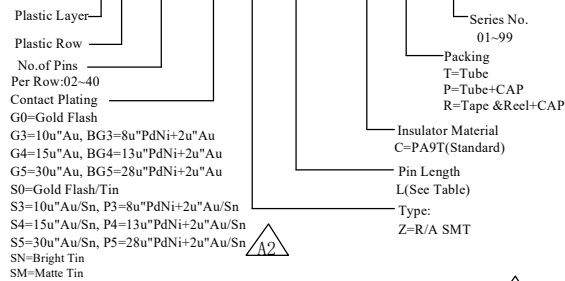 Plastic Layer
Plastic Row
No.of Pins
Per Row:02~40
Contact Plating
G0=Gold Flash
G3=10u"Au, BG3=8u"PdNi+2u"Au
G4=15u"Au, BG4=13u"PdNi+2u"Au
G5=30u"Au, BG5=28u"PdNi+2u"Au
S0=Gold Flash/Tin
S3=10u"Au/Sn, P3=8u"PdNi+2u"Au/Sn
S4=15u"Au/Sn, P4=13u"PdNi+2u"Au/Sn
S5=30u"Au/Sn, P5=28u"PdNi+2u"Au/Sn
SN=Bright Tin
SM=Matte Tin
A2
Series No.
01~99
Packing
T=Tube
P=Tube+CAP
R=Tape &Reel+CAP
Insulator Material
C=PA9T(Standard)
Pin Length
L(See Table)
Type:
Z=R/A SMT